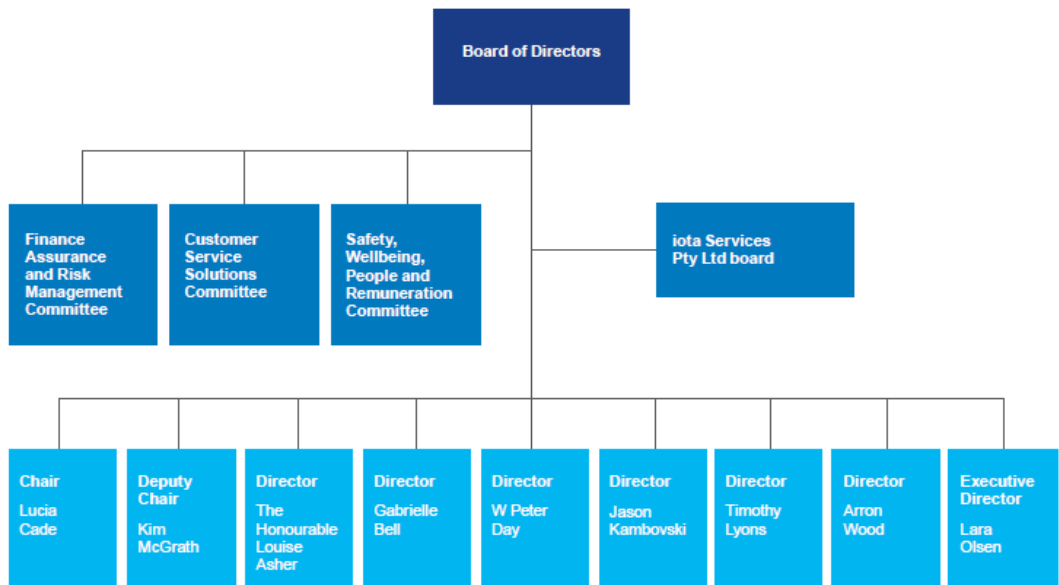 Board of Directors
Finance
Assurance
and Risk
Management
Committee
Customer
Service
Solutions
Committee
Safety,
Wellbeing,
People and
Remuneration
Committee
iota Services
Pty Ltd board
Chair
Lucia
Cade
Deputy
Chair
Kim
McGrath
Director
The
Honourable
Louise
Asher
Director
Gabrielle
Bell
Director
W Peter
Day
Director
Jason
Kambovski
Director
Timothy
Lyons
Director
Arron
Wood
Executive
Director
Lara
Olsen